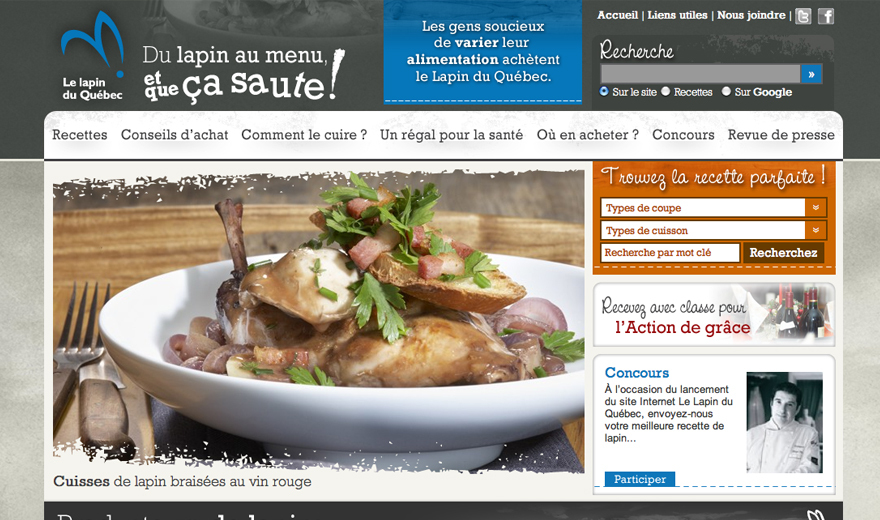 Le lapin
du Québec
Du lapin au menu,
et que ça saute!
Les gens soucieux
de varier leur
alimentation achètent
le Lapin du Québec.
Accueil | Liens utiles | Nous joindre |
Recherche
»
Sur le site Recettes Sur Google
Recettes Conseils d'achat Comment le cuire ? Un régal pour la santé Où en acheter ? Concours Revue de presse
Trouvez la recette parfaite !
Types de coupe
Types de cuisson
Recherche par mot clé Recherchez
Recevez avec classe pour
l'Action de grâce
Concours
À l'occasion du lancement
du site Internet Le Lapin du
Québec, envoyez-nous
votre meilleure recette de
lapin...
Participer
Cuisses de lapin braisées au vin rouge